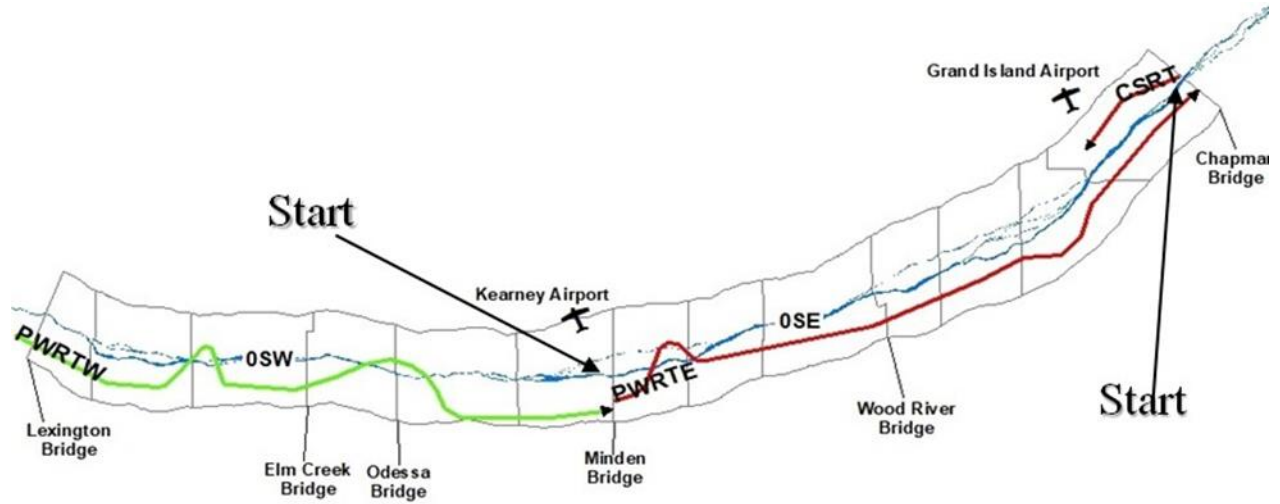 Grand Island Airport
CSRT
Chapman
Bridge
Start
Kearney Airport
0SE
PWRTW
0SW
PWRTE
Start
Lexington
Bridge
Elm Creek
Bridge
Odessa
Bridge
Minden
Bridge
Wood River
Bridge